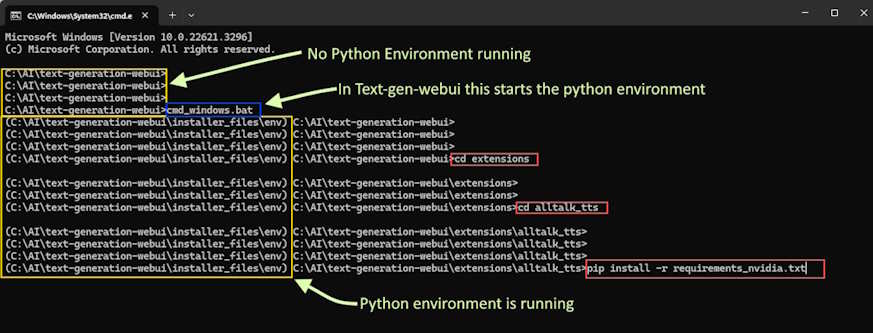 C:\Windows\System32\cmd.e
Microsoft Windows [Version 10.0.22621.3296]
(c) Microsoft Corporation. All rights reserved.
No Python Environment running
C:\AI\text-generation-webui>
C:\AI\text-generation-webui>
C:\AI\text-generation-webui>
In Text-gen-webui this starts the python environment
C:\AI\text-generation-webui>cmd_windows.bat
(C:\AI\text-generation-webui\installer_files\env) C:\AI\text-generation-webui>
(C:\AI\text-generation-webui\installer_files\env) C:\AI\text-generation-webui>
(C:\AI\text-generation-webui\installer_files\env) C:\AI\text-generation-webui>
(C:\AI\text-generation-webui\installer_files\env) C:\AI\text-generation-webui>cd extensions
(C:\AI\text-generation-webui\installer_files\env) C:\AI\text-generation-webui\extensions>
(C:\AI\text-generation-webui\installer_files\env) C:\AI\text-generation-webui\extensions>
(C:\AI\text-generation-webui\installer_files\env) C:\AI\text-generation-webui\extensions>cd alltalk_tts
(C:\AI\text-generation-webui\installer_files\env) C:\AI\text-generation-webui\extensions\alltalk_tts>
(C:\AI\text-generation-webui\installer_files\env) C:\AI\text-generation-webui\extensions\alltalk_tts>
(C:\AI\text-generation-webui\installer_files\env) C:\AI\text-generation-webui\extensions\alltalk_tts>
(C:\AI\text-generation-webui\installer_files\env) C:\AI\text-generation-webui\extensions\alltalk_tts>pip install -r requirements_nvidia.txt
Python environment is running